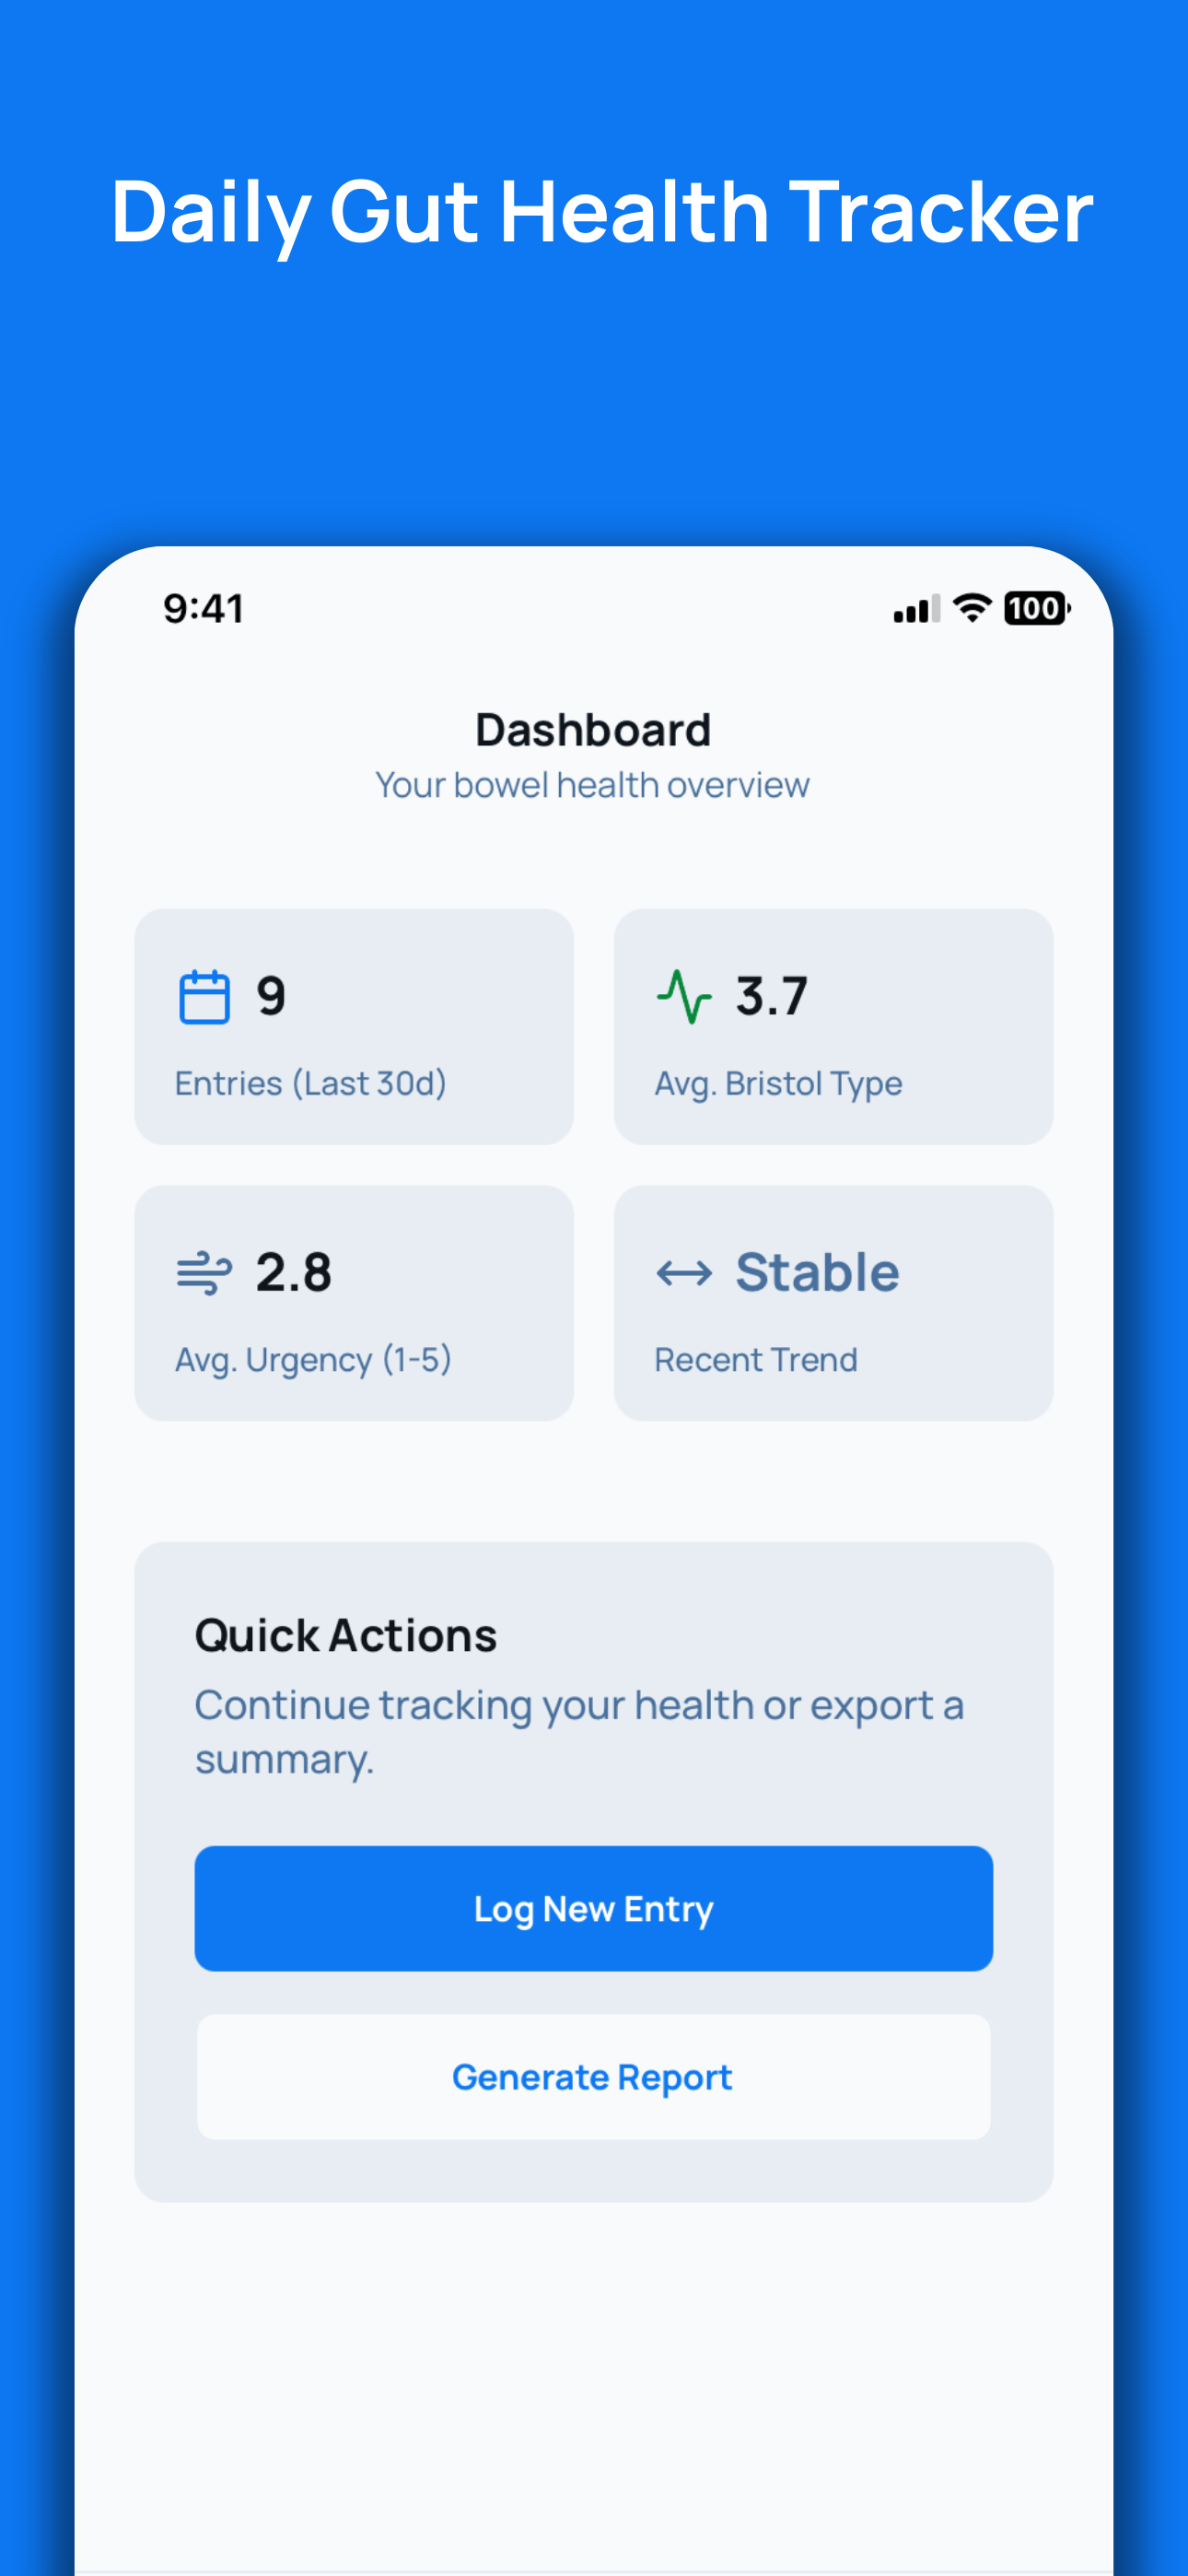 Daily Gut Health Tracker
9:41
100
Dashboard
Your bowel health overview
9
Entries (Last 30d)
3.7
Avg. Bristol Type
2.8
Avg. Urgency (1-5)
Stable
Recent Trend
Quick Actions
Continue tracking your health or export a
summary.
Log New Entry
Generate Report